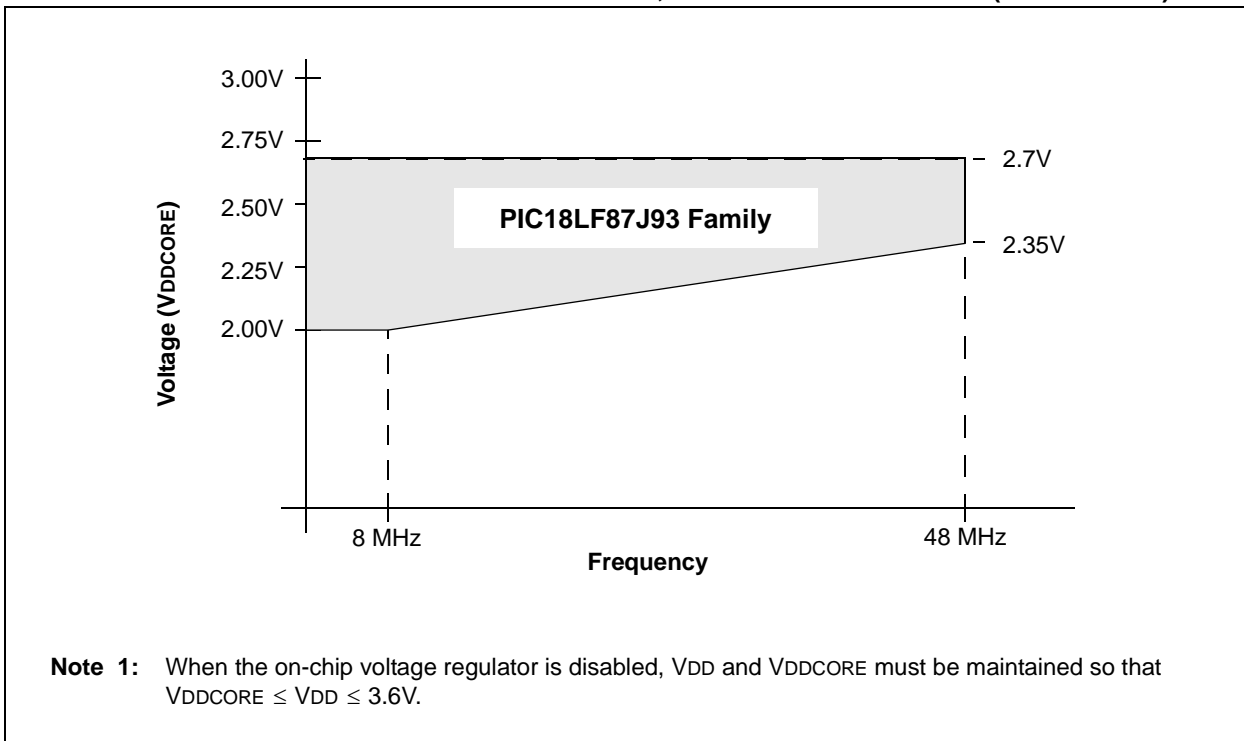 3.00V
2.75V
2.7V
2.50V
PIC18LF87J93 Family
2.35V
2.25V
2.00V
Voltage (VDDCORE)
8 MHz
48 MHz
Frequency
Note 1: When the on-chip voltage regulator is disabled, VDD and VDDCORE must be maintained so that
VDDCORE ≤ VDD ≤ 3.6V.